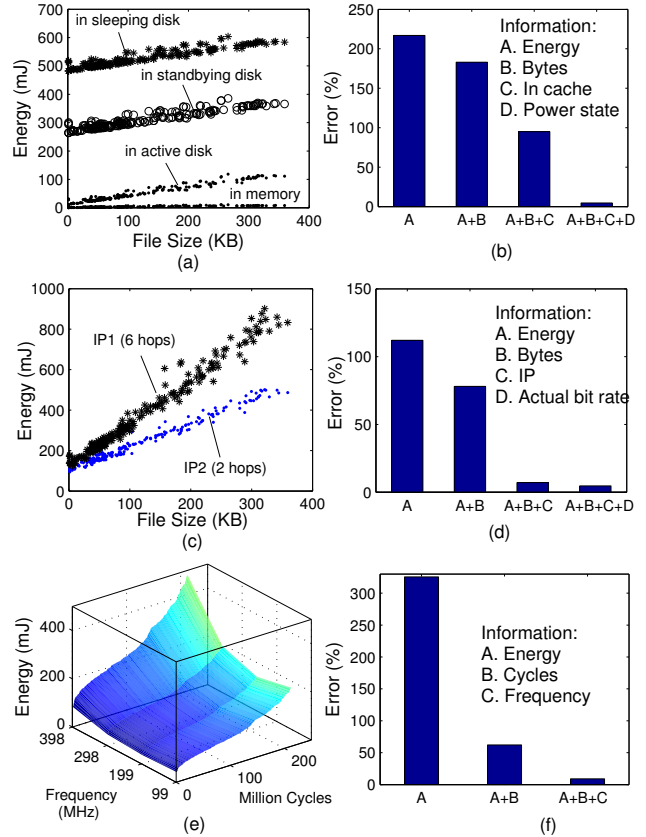 700
600
500
400
300
200
100
0
Energy (mJ)
in sleeping disk
in standbying disk
in active disk
in memory
0 100 200 300 400
File Size (KB)
(a)
250
200
150
100
50
0
Error (%)
Information:
A. Energy
B. Bytes
C. In cache
D. Power state
A A+B A+B+C A+B+C+D
(b)
1000
800
600
400
200
0
Energy (mJ)
IP1 (6 hops)
IP2 (2 hops)
0 100 200 300 400
File Size (KB)
(c)
150
100
50
0
Error (%)
Information:
A. Energy
B. Bytes
C. IP
D. Actual bit rate
A A+B A+B+C A+B+C+D
(d)
400
200
0
Energy (mJ)
398
298
199
99
Frequency
(MHz)
0
100
200
Million Cycles
(e)
300
250
200
150
100
50
0
Error (%)
Information:
A. Energy
B. Cycles
C. Frequency
A A+B A+B+C
(f)